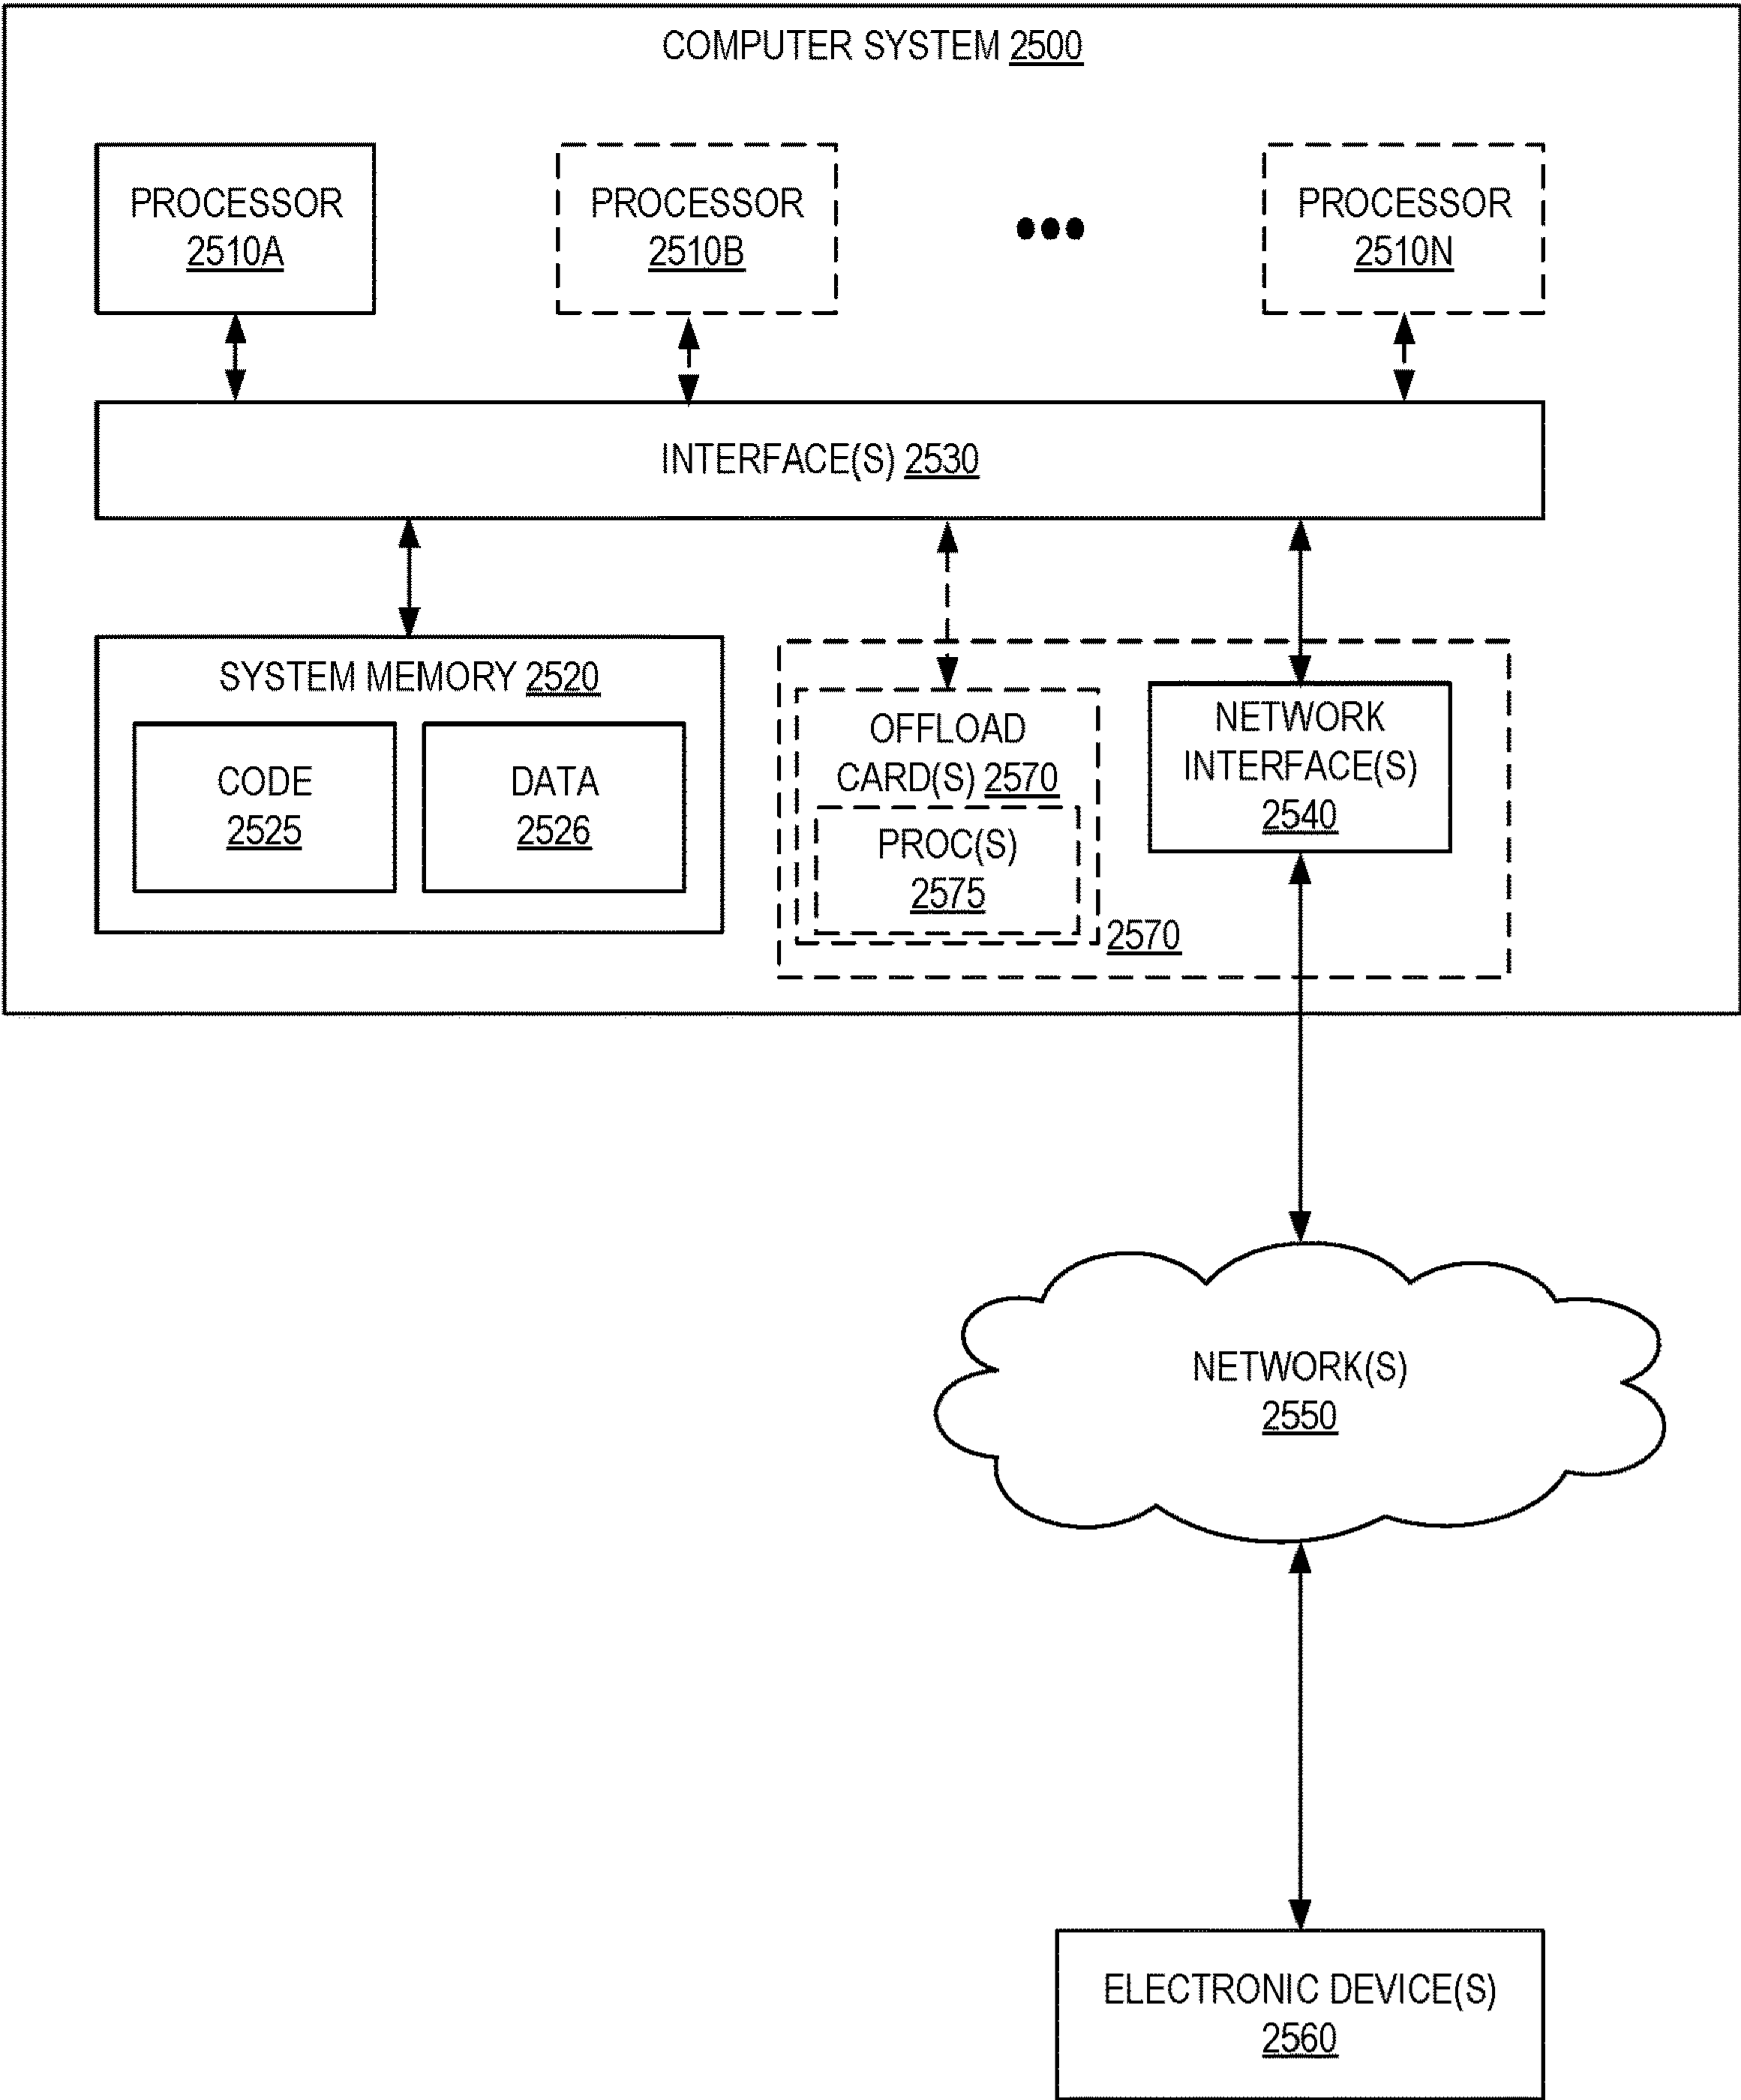 COMPUTER SYSTEM 2500
PROCESSOR
2510A
PROCESSOR
2510B
PROCESSOR
2510N
INTERFACE(S) 2530
SYSTEM MEMORY 2520
CODE
2525
DATA
2526
OFFLOAD
CARD(S) 2570
PROC(S)
2575
2570
NETWORK
INTERFACE(S)
2540
NETWORK(S)
2550
ELECTRONIC DEVICE(S)
2560